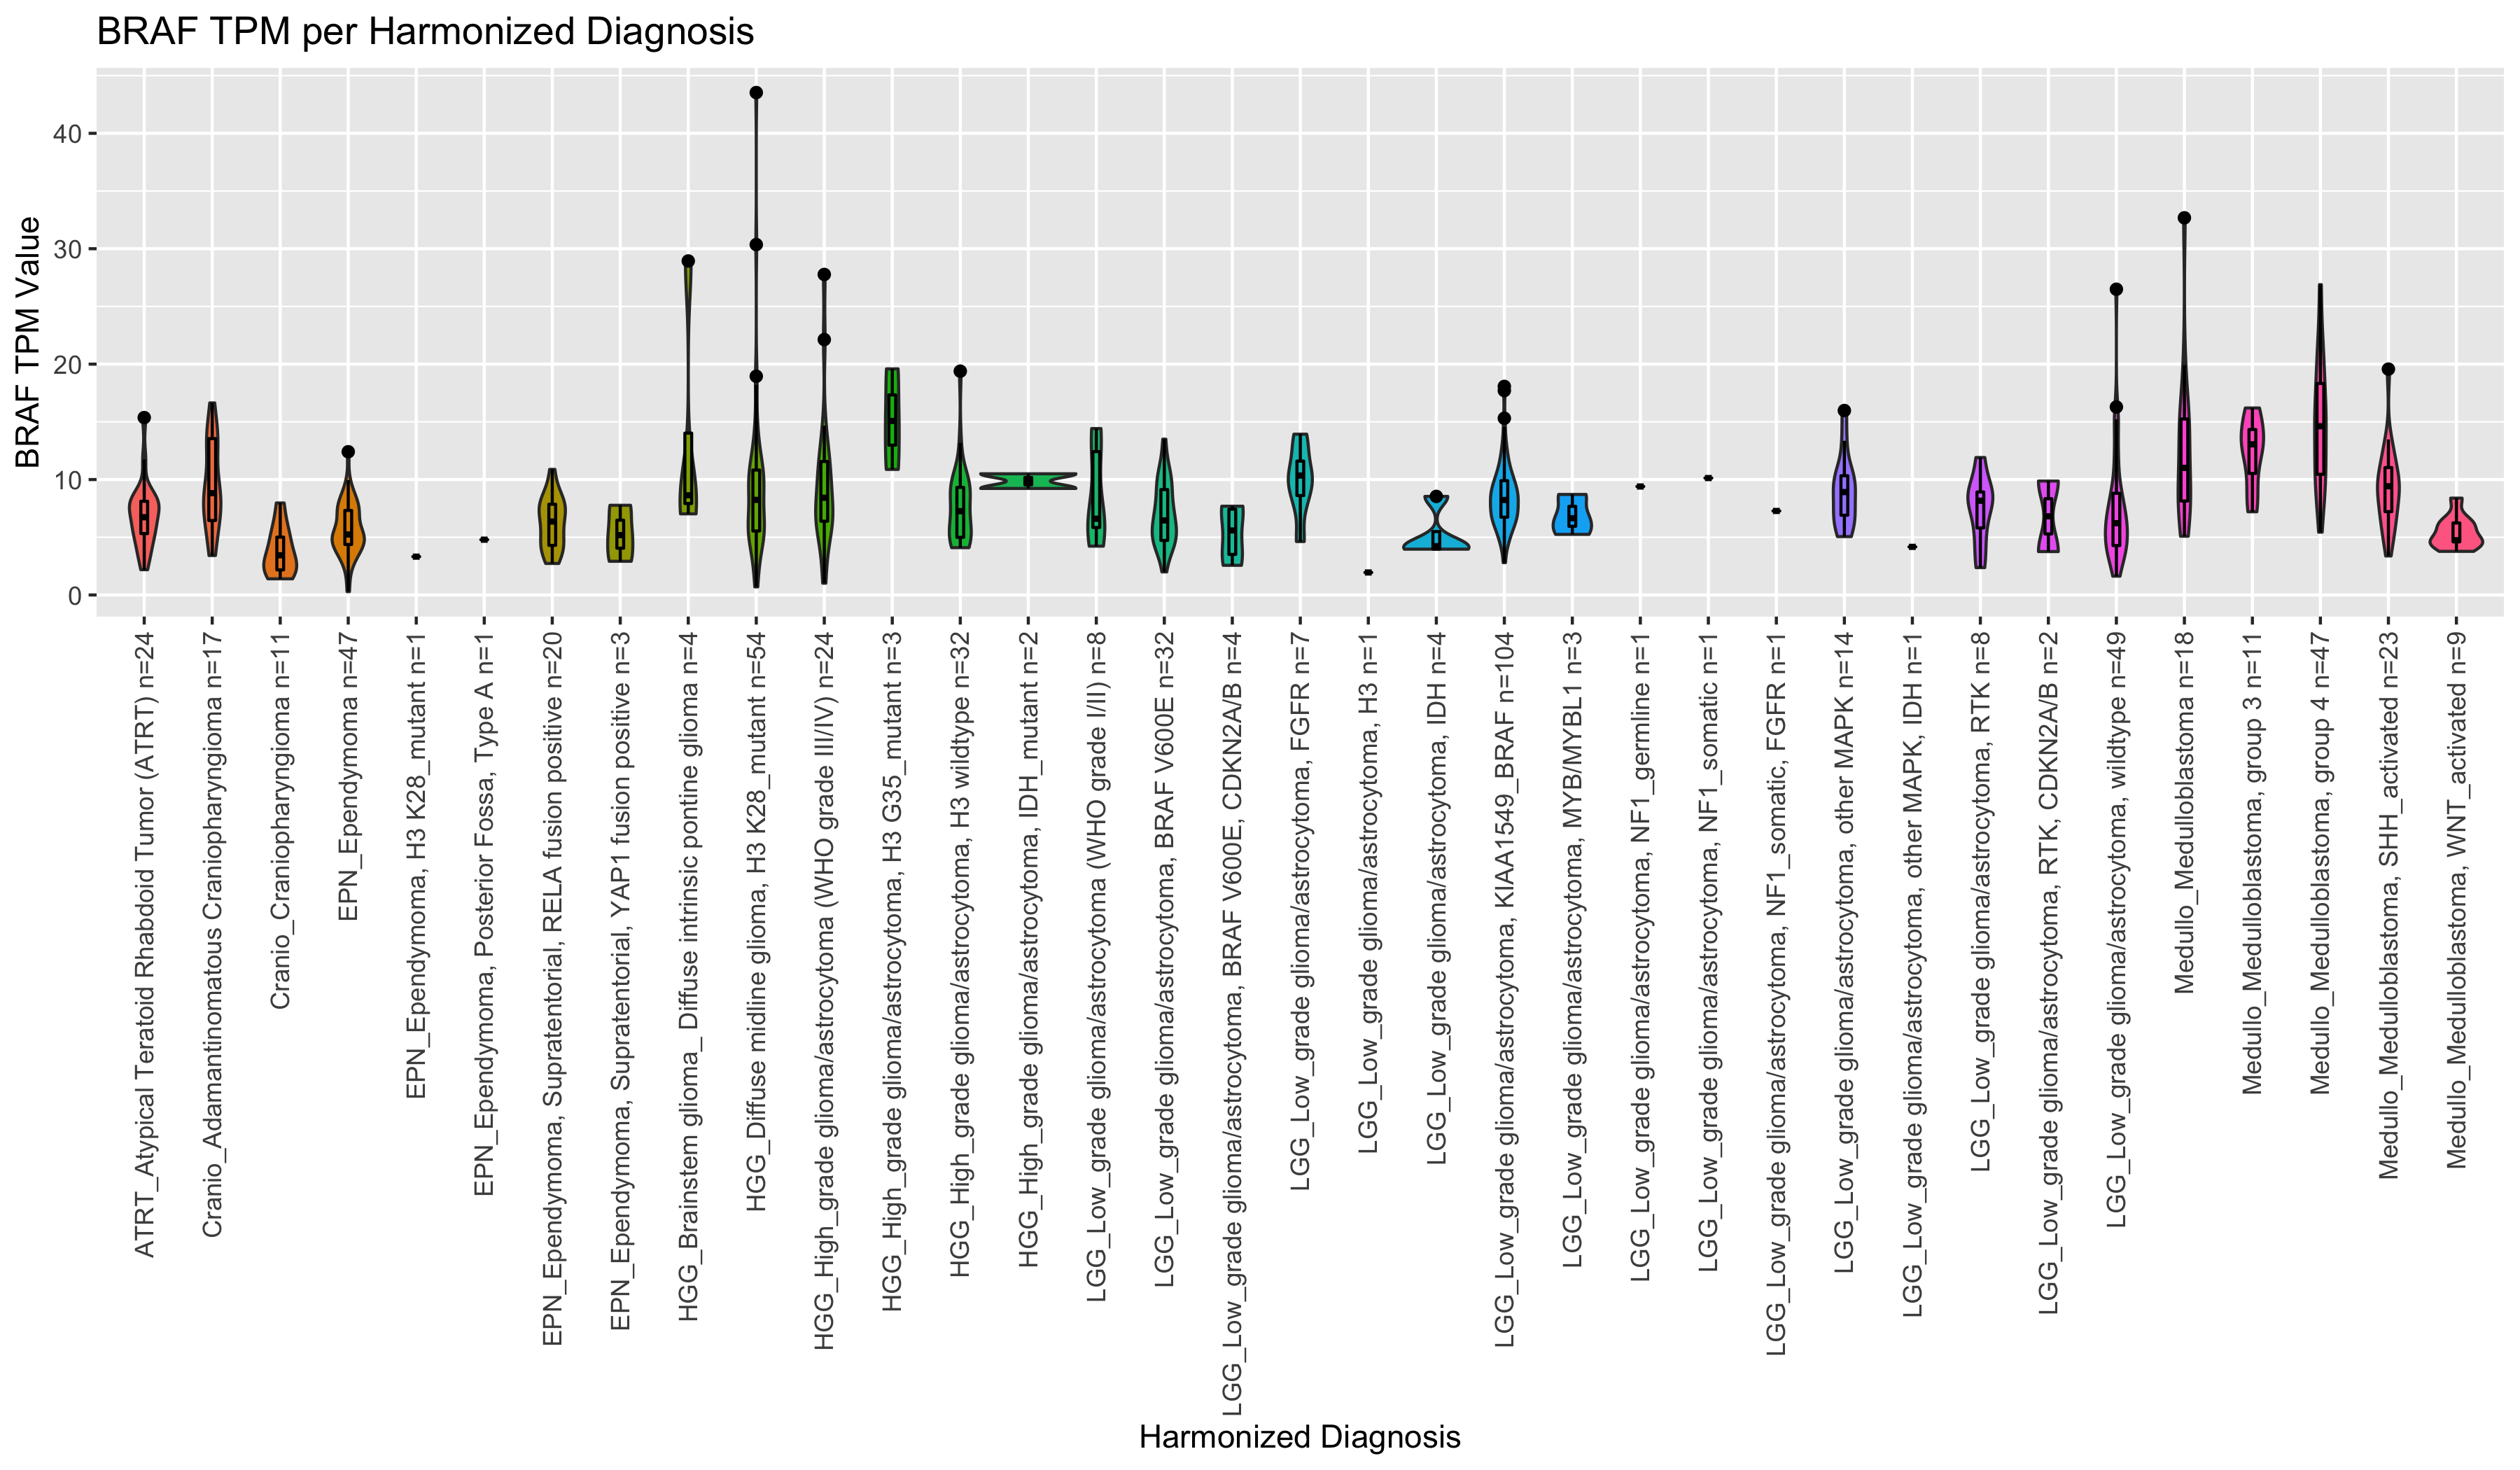 BRAF TPM per Harmonized Diagnosis
BRAF TPM Value
40
30
20
10
0
ATRT_Atypical Teratoid Rhabdoid Tumor (ATRT) n=24
Cranio_Adamantinomatous Craniopharyngioma n=17
Cranio_Craniopharyngioma n=11
EPN_Ependymoma n=47
EPN_Ependymoma, H3 K28_mutant n=1
EPN_Ependymoma, Posterior Fossa, Type A n=1
EPN_Ependymoma, Supratentorial, RELA fusion positive n=20
EPN_Ependymoma, Supratentorial, YAP1 fusion positive n=3
HGG_Brainstem glioma_ Diffuse intrinsic pontine glioma n=4
HGG_Diffuse midline glioma, H3 K28_mutant n=54
HGG_High_grade glioma/astrocytoma (WHO grade III/IV) n=24
HGG_High_grade glioma/astrocytoma, H3 G35_mutant n=3
HGG_High_grade glioma/astrocytoma, H3 wildtype n=32
HGG_High_grade glioma/astrocytoma, IDH_mutant n=2
LGG_Low_grade glioma/astrocytoma (WHO grade I/II) n=8
LGG_Low_grade glioma/astrocytoma, BRAF V600E n=32
LGG_Low_grade glioma/astrocytoma, BRAF V600E, CDKN2A/B n=4
LGG_Low_grade glioma/astrocytoma, FGFR n=7
LGG_Low_grade glioma/astrocytoma, H3 n=1
LGG_Low_grade glioma/astrocytoma, IDH n=4
LGG_Low_grade glioma/astrocytoma, KIAA1549_BRAF n=104
LGG_Low_grade glioma/astrocytoma, MYB/MYBL1 n=3
LGG_Low_grade glioma/astrocytoma, NF1_germline n=1
LGG_Low_grade glioma/astrocytoma, NF1_somatic n=1
LGG_Low_grade glioma/astrocytoma, NF1_somatic, FGFR n=1
LGG_Low_grade glioma/astrocytoma, other MAPK n=14
LGG_Low_grade glioma/astrocytoma, other MAPK, IDH n=1
LGG_Low_grade glioma/astrocytoma, RTK n=8
LGG_Low_grade glioma/astrocytoma, RTK, CDKN2A/B n=2
LGG_Low_grade glioma/astrocytoma, wildtype n=49
Medullo_Medulloblastoma n=18
Medullo_Medulloblastoma, group 3 n=11
Medullo_Medulloblastoma, group 4 n=47
Medullo_Medulloblastoma, SHH_activated n=23
Medullo_Medulloblastoma, WNT_activated n=9
Harmonized Diagnosis